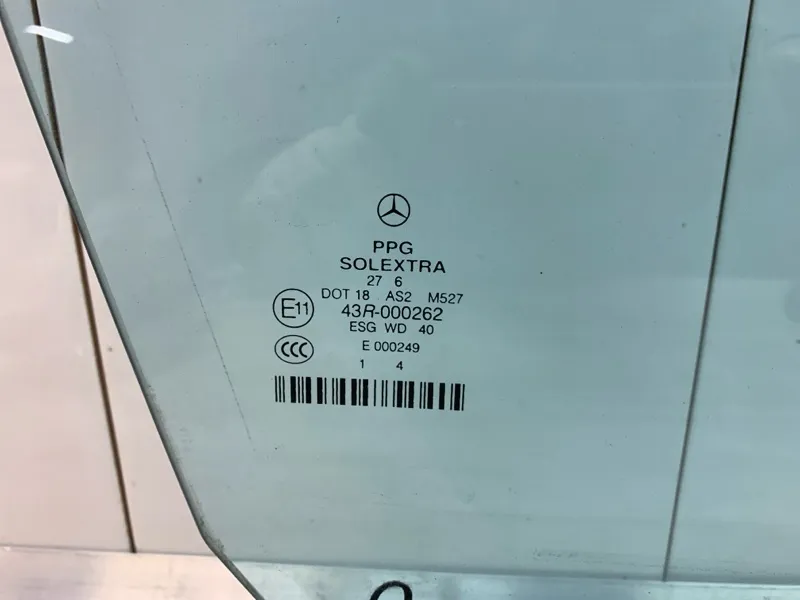 PPG
SOLEXTRA
27 6
DOT 18 AS2 M527
E11 43R-000262
ESG WD 40
CCC E 000249
1 4